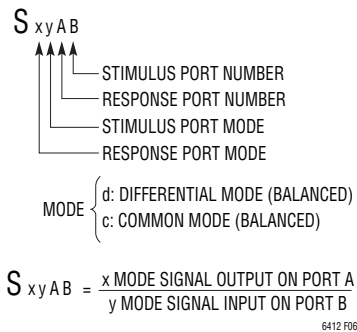 S xyAB
STIMULUS PORT NUMBER
RESPONSE PORT NUMBER
STIMULUS PORT MODE
RESPONSE PORT MODE
MODE
d: DIFFERENTIAL MODE (BALANCED)
c: COMMON MODE (BALANCED)
S xyAB =
x MODE SIGNAL OUTPUT ON PORT A
y MODE SIGNAL INPUT ON PORT B
6412 F06